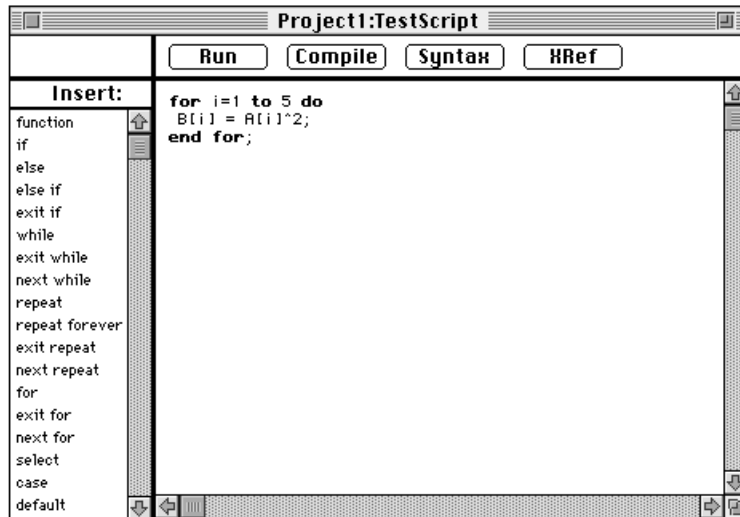 Project1:TestScript
Run Compile Syntax XRef
Insert:
function
if
else
else if
exit if
while
exit while
next while
repeat
repeat forever
exit repeat
next repeat
for
exit for
next for
select
case
default
for i=1 to 5 do
B[i] = A[i]^2;
end for;